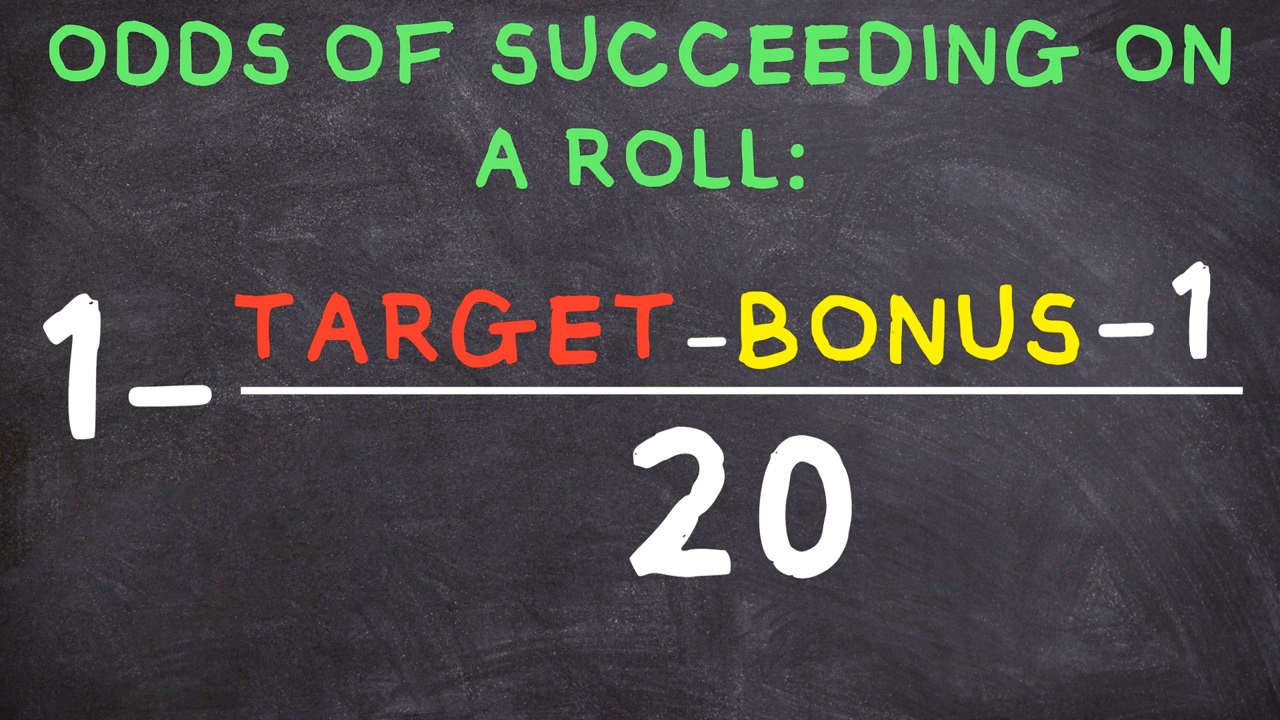 ODDS OF SUCCEEDING ON
A ROLL:
1 - TARGET - BONUS - 1
20